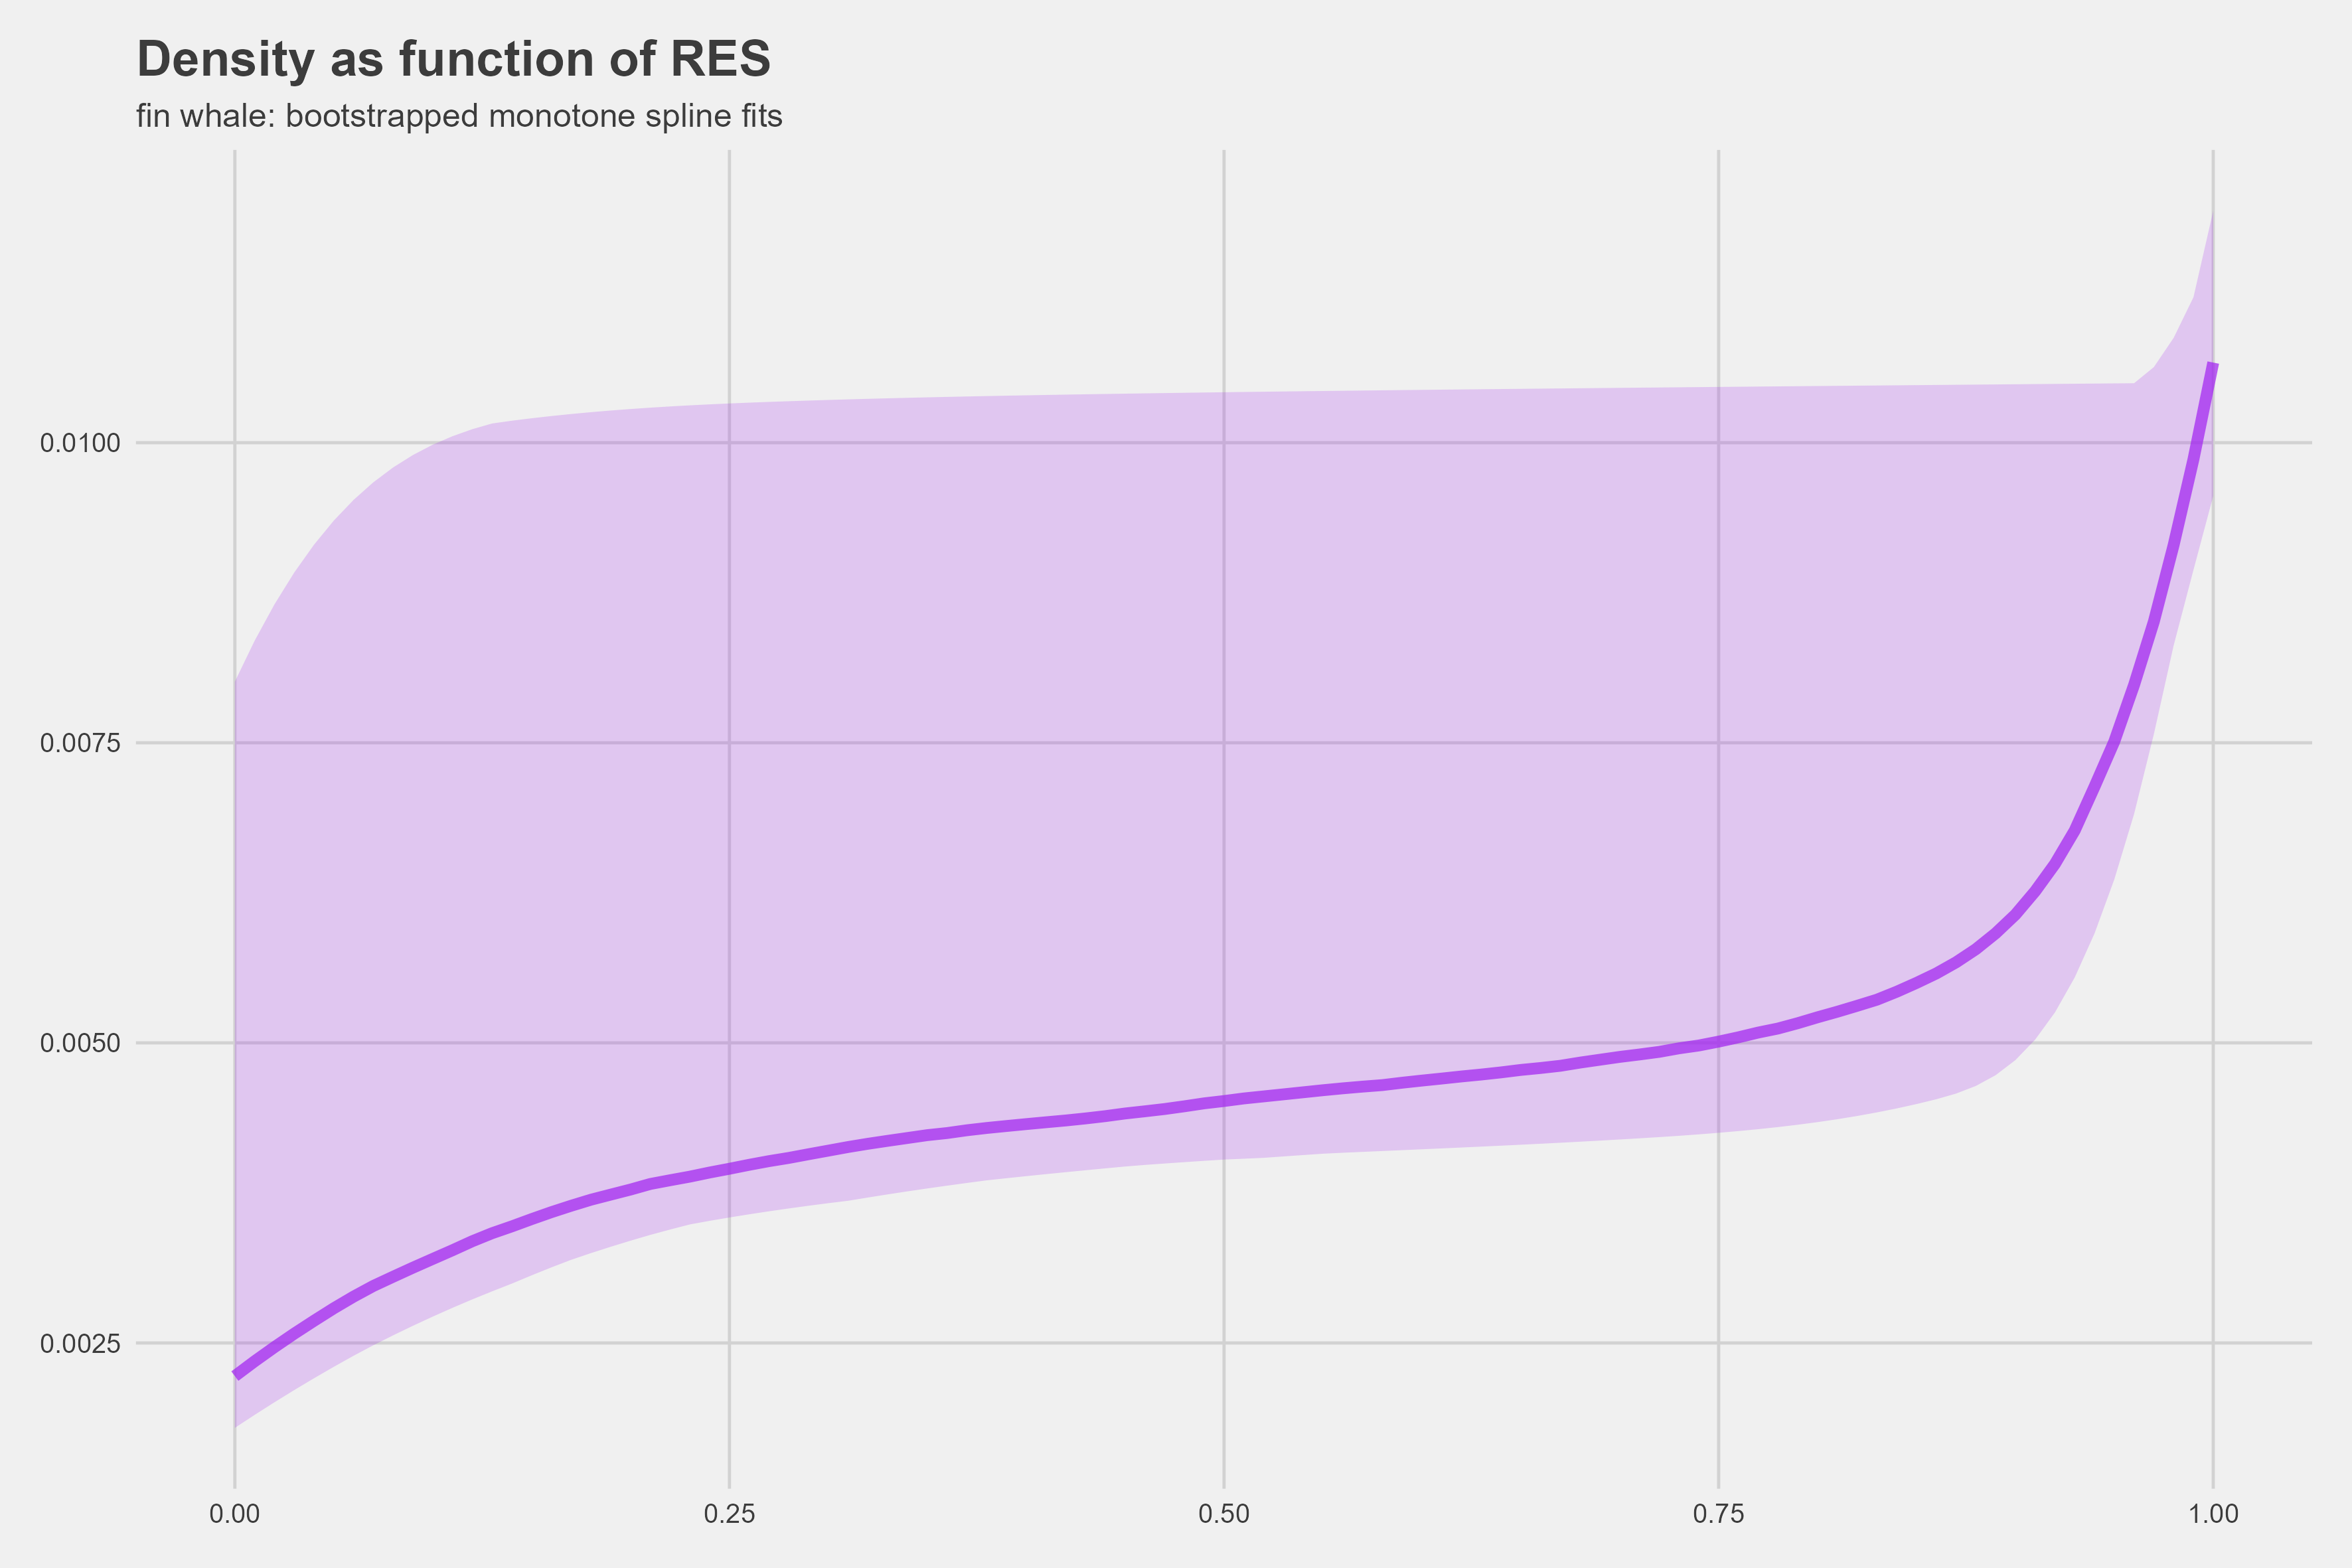 Density as function of RES
fin whale: bootstrapped monotone spline fits
0.0100
0.0075
0.0050
0.0025
0.00 0.25 0.50 0.75 1.00